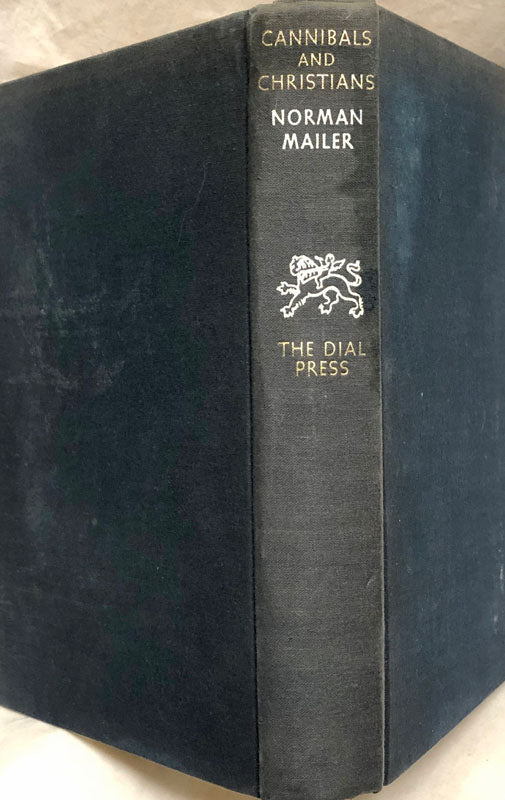 CANNIBALS
AND
CHRISTIANS
NORMAN
MAILER
THE DIAL
PRESS